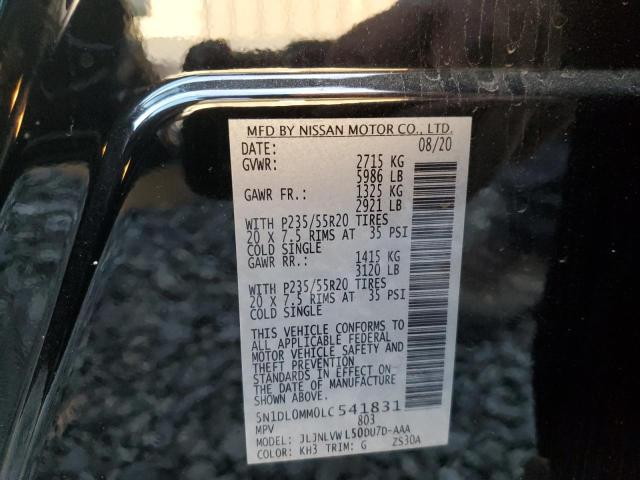 MFD BY NISSAN MOTOR CO., LTD.
DATE: 08/20
GVWR: 2715 KG
5986 LB
GAWR FR.: 1325 KG
2921 LB
WITH P235/55R20 TIRES
20 X 7.5 RIMS AT 35 PSI
COLD SINGLE
GAWR RR.: 1415 KG
3120 LB
WITH P235/55R20 TIRES
20 X 7.5 RIMS AT 35 PSI
COLD SINGLE
THIS VEHICLE CONFORMS TO
ALL APPLICABLE FEDERAL
MOTOR VEHICLE SAFETY AND
THEFT PREVENTION
STANDARDS IN EFFECT ON
THE DATE OF MANUFACTURE
SHOWN ABOVE.
5N1DL0MM0LC541831
MPV 803
MODEL: JLJNLVWL50DU7D-AAA
COLOR: KH3 TRIM: G ZS30A